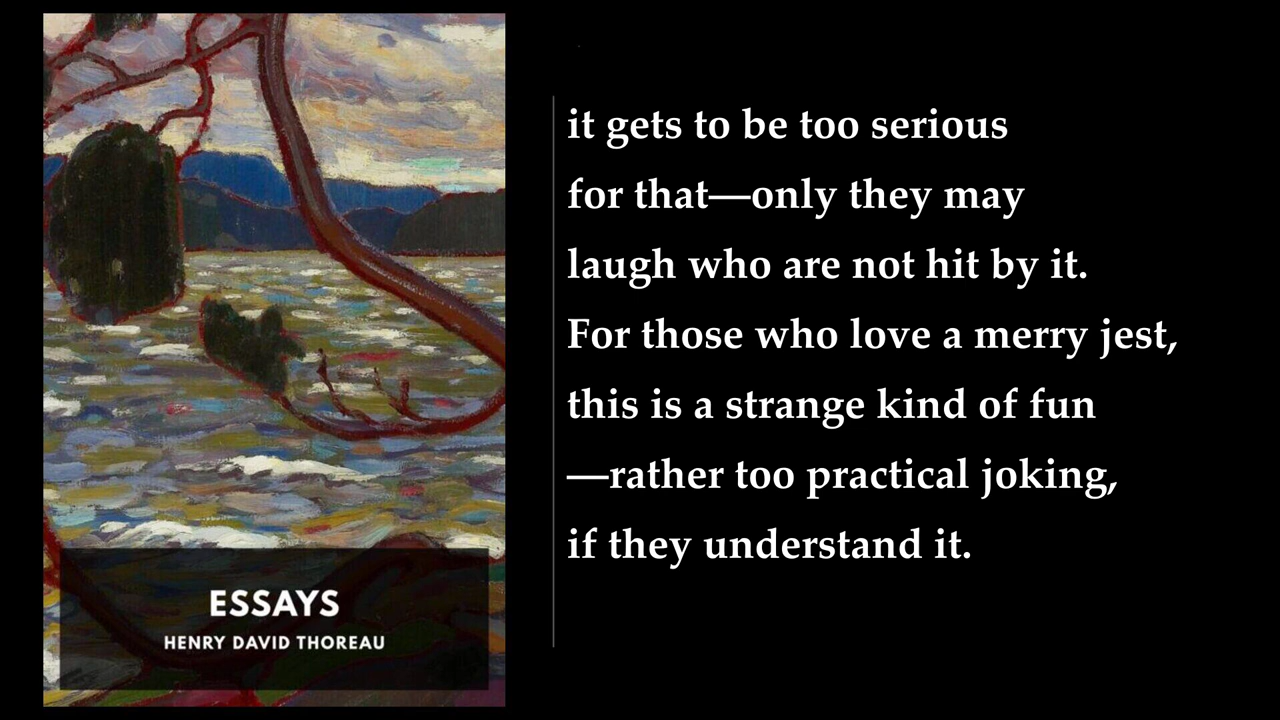 ESSAYS
HENRY DAVID THOREAU
it gets to be too serious
for that—only they may
laugh who are not hit by it.
For those who love a merry jest,
this is a strange kind of fun
—rather too practical joking,
if they understand it.